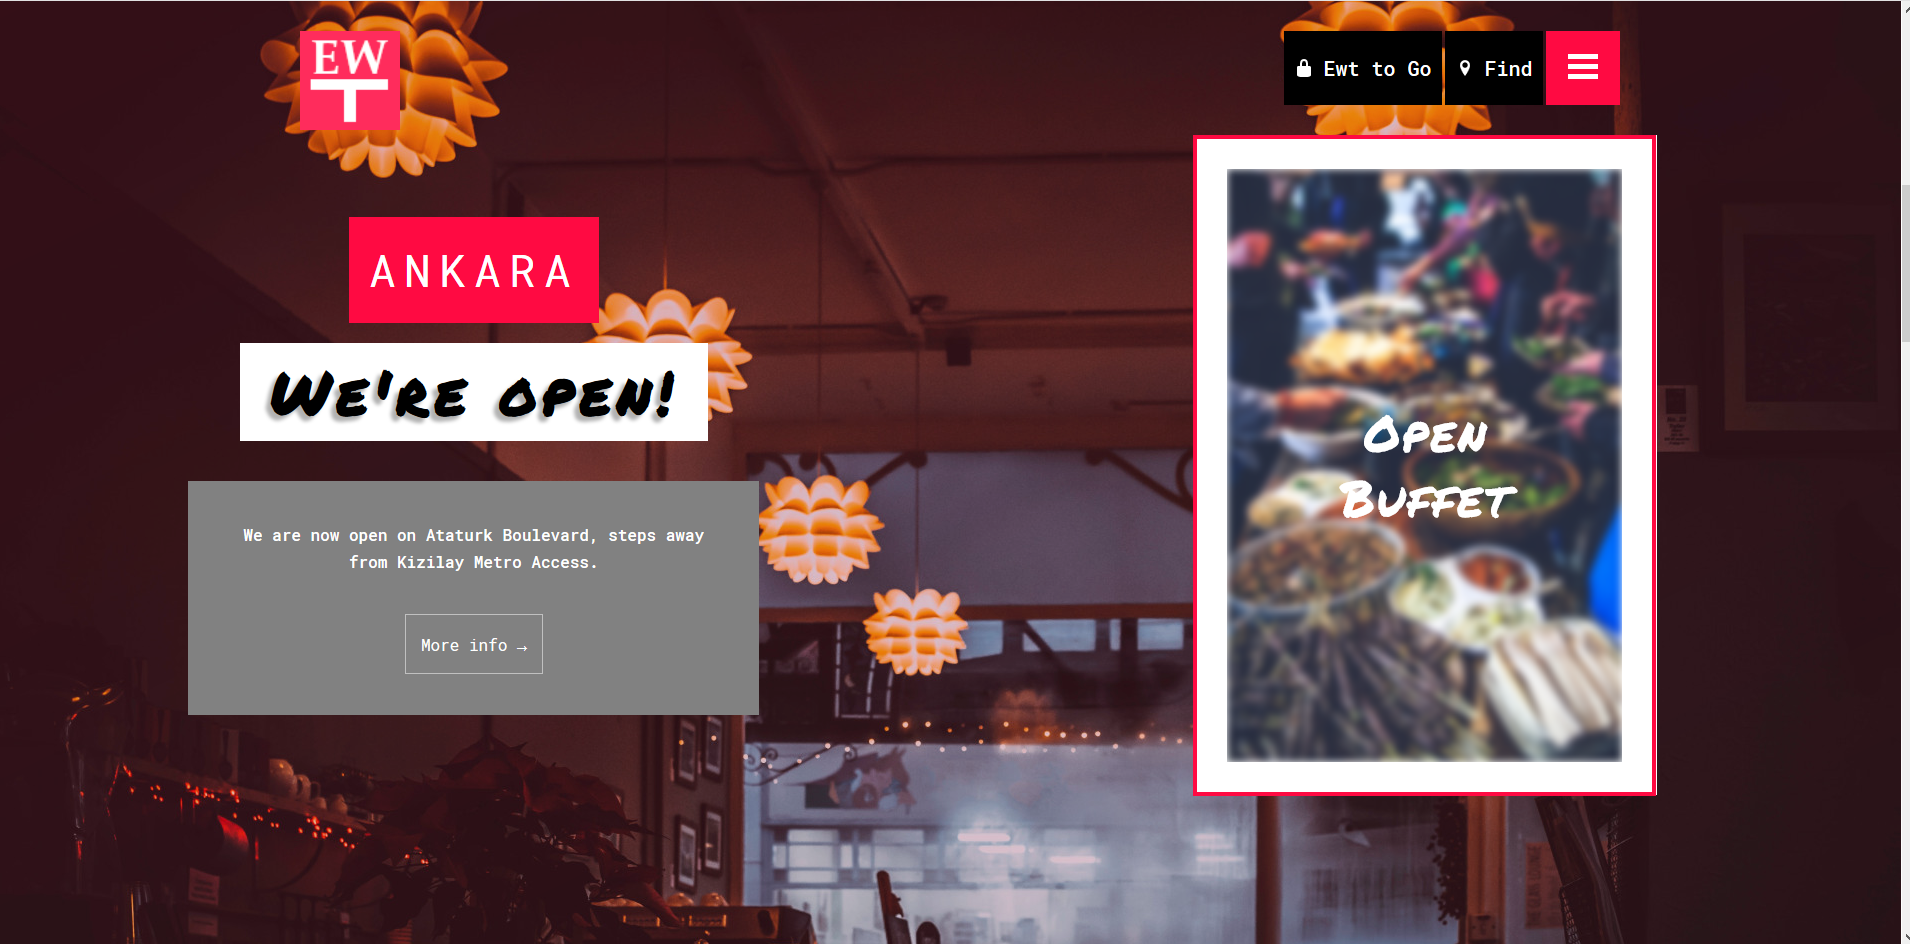 EW
T
Ewt to Go
Find
ANKARA
We're open!
We are now open on Ataturk Boulevard, steps away
from Kizilay Metro Access.
More info →
Open
Buffet